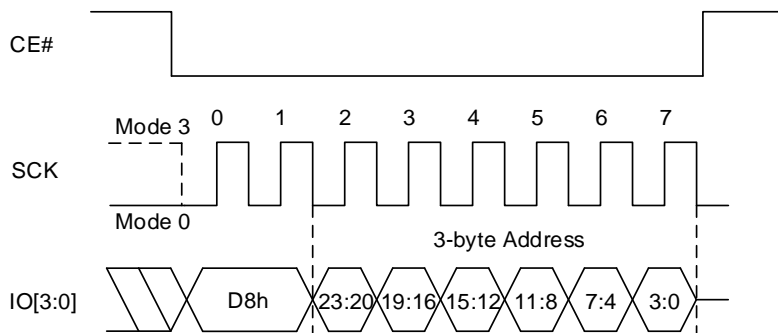 CE#
0 1 2 3 4 5 6 7
Mode 3
SCK
Mode 0
3-byte Address
IO[3:0] D8h 23:20 19:16 15:12 11:8 7:4 3:0